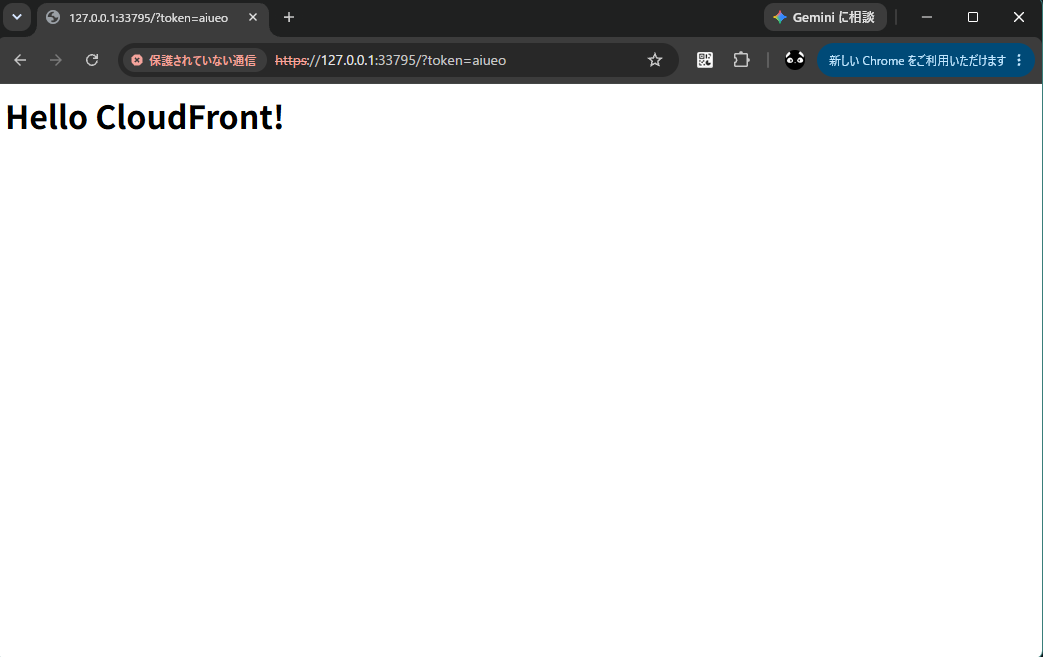 127.0.0.1:33795/?token=aiueo
Gemini に相談
保護されていない通信
https://127.0.0.1:33795/?token=aiueo
新しい Chrome をご利用いただけます
Hello CloudFront!